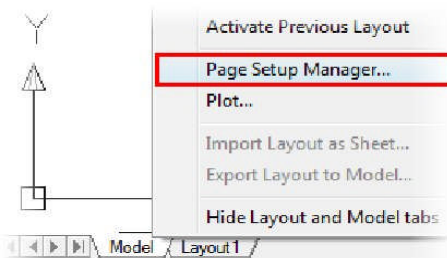 Y
Activate Previous Layout
Page Setup Manager...
Plot...
Import Layout as Sheet...
Export Layout to Model...
Hide Layout and Model tabs
Model Layout1